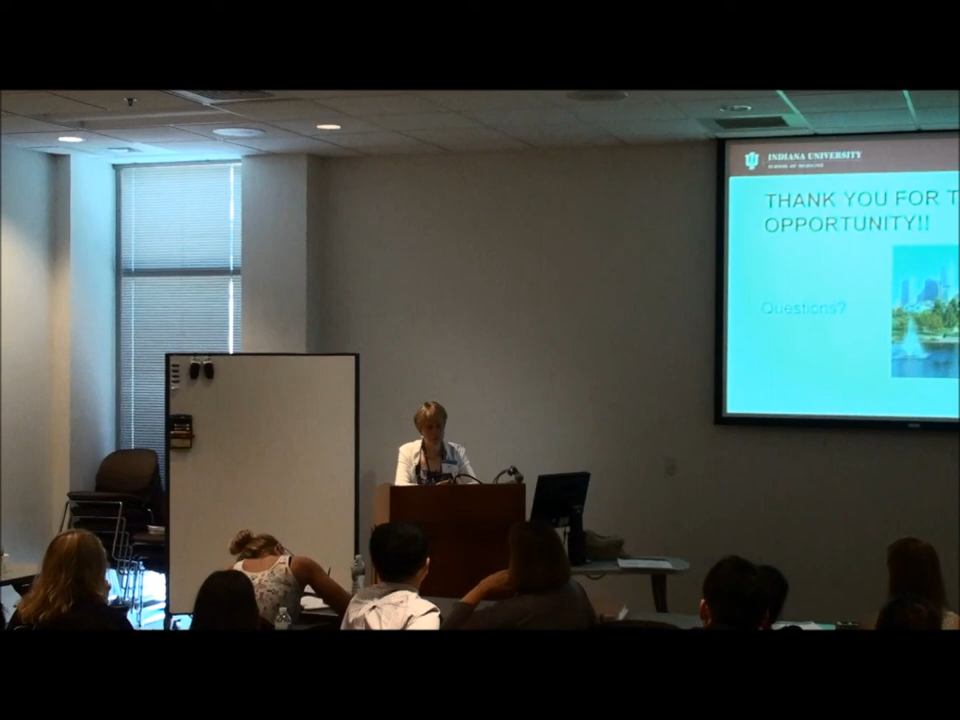 INDIANA UNIVERSITY
SCHOOL OF MEDICINE
THANK YOU FOR T
OPPORTUNITY!!
Questions?